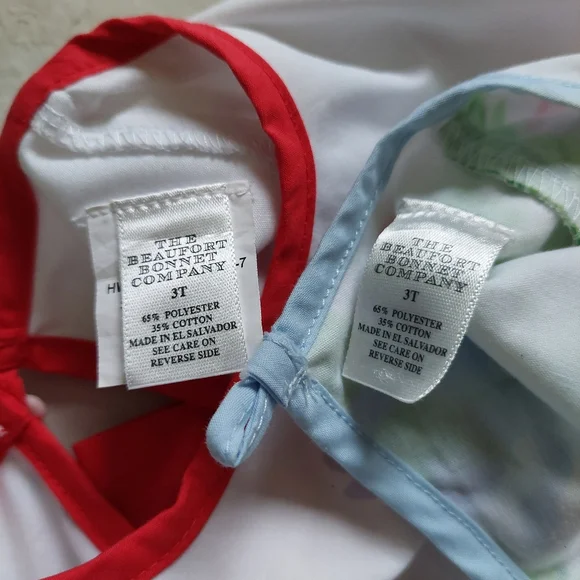 THE
BEAUFORT
BONNET
COMPANY
3T
65% POLYESTER
35% COTTON
MADE IN EL SALVADOR
SEE CARE ON
REVERSE SIDE
-7
THE
BEAUFORT
BONNET
COMPANY
3T
65% POLYESTER
35% COTTON
MADE IN EL SALVADOR
SEE CARE ON
REVERSE SIDE